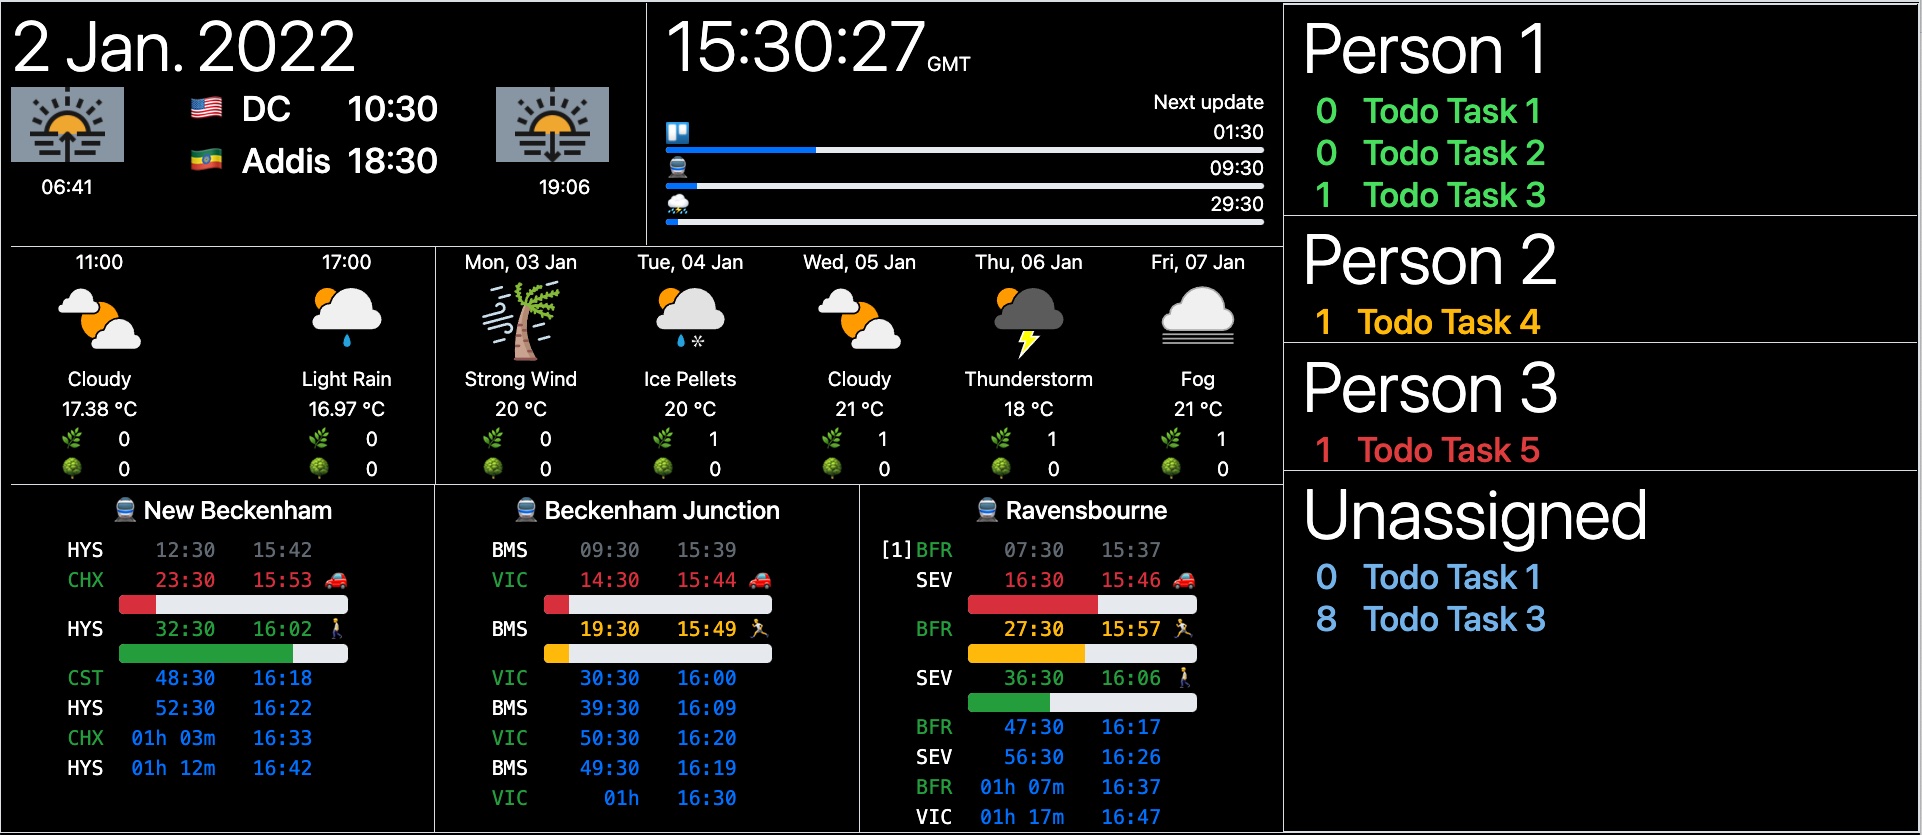 2 Jan. 2022
DC 10:30
Addis 18:30
06:41
19:06
15:30:27 GMT
Next update
01:30
09:30
29:30
11:00 17:00
Cloudy Light Rain
17.38 °C 16.97 °C
0 0
0 0
Mon, 03 Jan Tue, 04 Jan Wed, 05 Jan Thu, 06 Jan Fri, 07 Jan
Strong Wind Ice Pellets Cloudy Thunderstorm Fog
20 °C 20 °C 21 °C 18 °C 21 °C
0 1 1 1 1
0 0 0 0 0
New Beckenham
HYS 12:30 15:42
CHX 23:30 15:53
HYS 32:30 16:02
CST 48:30 16:18
HYS 52:30 16:22
CHX 01h 03m 16:33
HYS 01h 12m 16:42
Beckenham Junction
BMS 09:30 15:39
VIC 14:30 15:44
BMS 19:30 15:49
VIC 30:30 16:00
BMS 39:30 16:09
VIC 50:30 16:20
BMS 49:30 16:19
VIC 01h 16:30
Ravensbourne
[1] BFR 07:30 15:37
SEV 16:30 15:46
BFR 27:30 15:57
SEV 36:30 16:06
BFR 47:30 16:17
SEV 56:30 16:26
BFR 01h 07m 16:37
VIC 01h 17m 16:47
Person 1
0 Todo Task 1
0 Todo Task 2
1 Todo Task 3
Person 2
1 Todo Task 4
Person 3
1 Todo Task 5
Unassigned
0 Todo Task 1
8 Todo Task 3